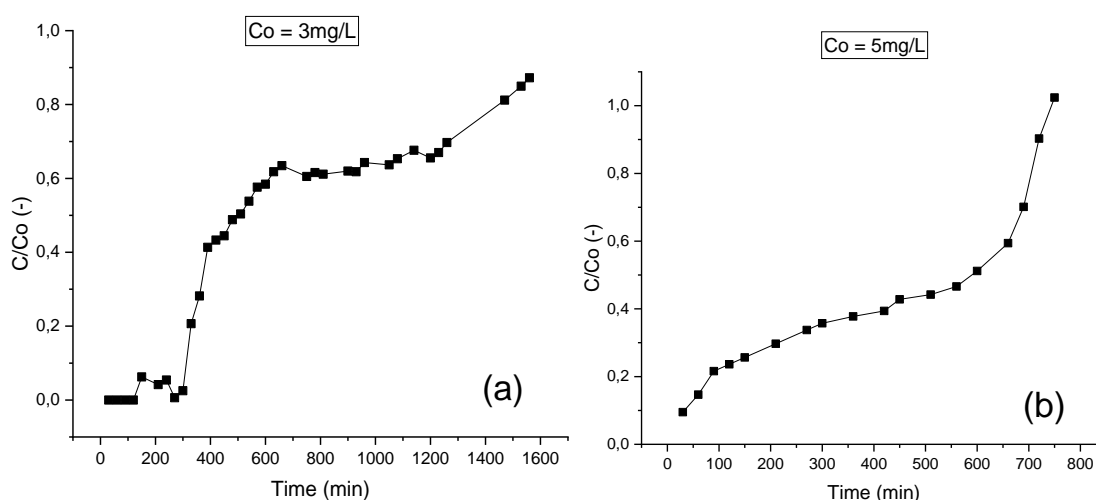 Co = 3mg/L
1,0
0,8
0,6
0,4
0,2
0,0
C/Co (-)
0 200 400 600 800 1000 1200 1400 1600
Time (min)
(a)
Co = 5mg/L
1,0
0,8
0,6
0,4
0,2
0,0
C/Co (-)
0 100 200 300 400 500 600 700 800
Time (min)
(b)